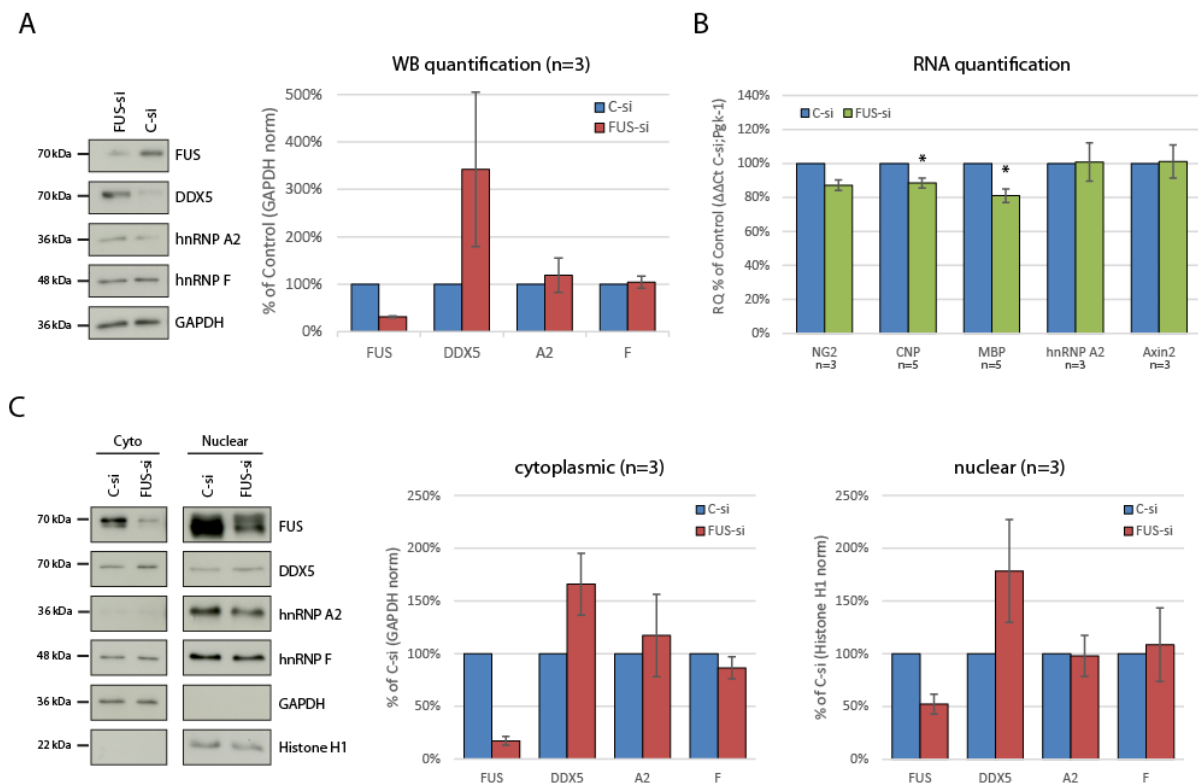 A
FUS-si
C-si
70 kDa
FUS
70 kDa
DDX5
36 kDa
hnRNP A2
48 kDa
hnRNP F
36 kDa
GAPDH
WB quantification (n=3)
% of Control (GAPDH norm)
500%
400%
300%
200%
100%
0%
C-si
FUS-si
FUS DDX5 A2 F
B
RNA quantification
RQ % of Control (ΔΔCt C-si;Pgk-1)
140%
120%
100%
80%
60%
40%
20%
0%
C-si FUS-si
*
*
NG2 CNP MBP hnRNP A2 Axin2
n=3 n=5 n=5 n=3 n=3
C
Cyto Nuclear
C-si FUS-si C-si FUS-si
70 kDa
FUS
70 kDa
DDX5
36 kDa
hnRNP A2
48 kDa
hnRNP F
36 kDa
GAPDH
22 kDa
Histone H1
cytoplasmic (n=3)
% of C-si (GAPDH norm)
250%
200%
150%
100%
50%
0%
C-si
FUS-si
FUS DDX5 A2 F
nuclear (n=3)
% of C-si (Histone H1 norm)
250%
200%
150%
100%
50%
0%
C-si
FUS-si
FUS DDX5 A2 F